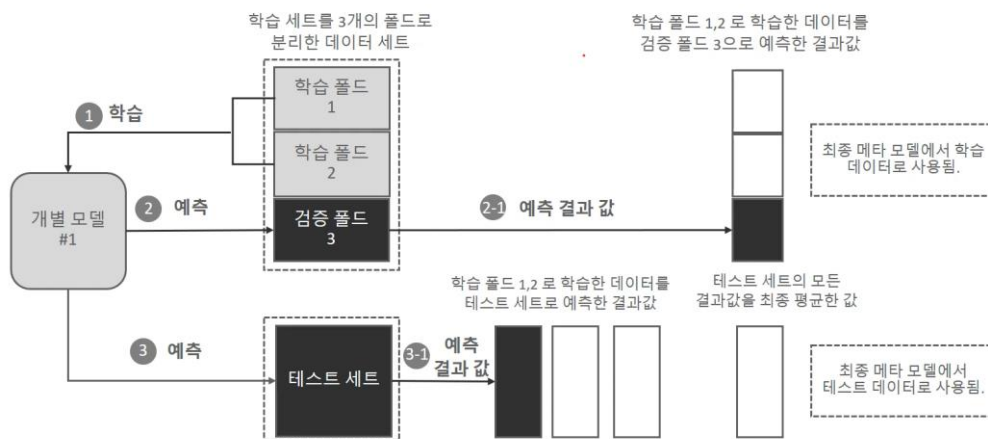 학습 세트를 3개의 폴드로
분리한 데이터 세트
학습 폴드 1,2 로 학습한 데이터를
검증 폴드 3으로 예측한 결과값
학습 폴드
1
1 학습
학습 폴드
2
최종 메타 모델에서 학습
데이터로 사용됨.
개별 모델
#1
2 예측
검증 폴드
3
2-1 예측 결과 값
학습 폴드 1,2 로 학습한 데이터를
테스트 세트로 예측한 결과값
테스트 세트의 모든
결과값을 최종 평균한 값
3 예측
테스트 세트
3-1 예측
결과 값
최종 메타 모델에서
테스트 데이터로 사용됨.